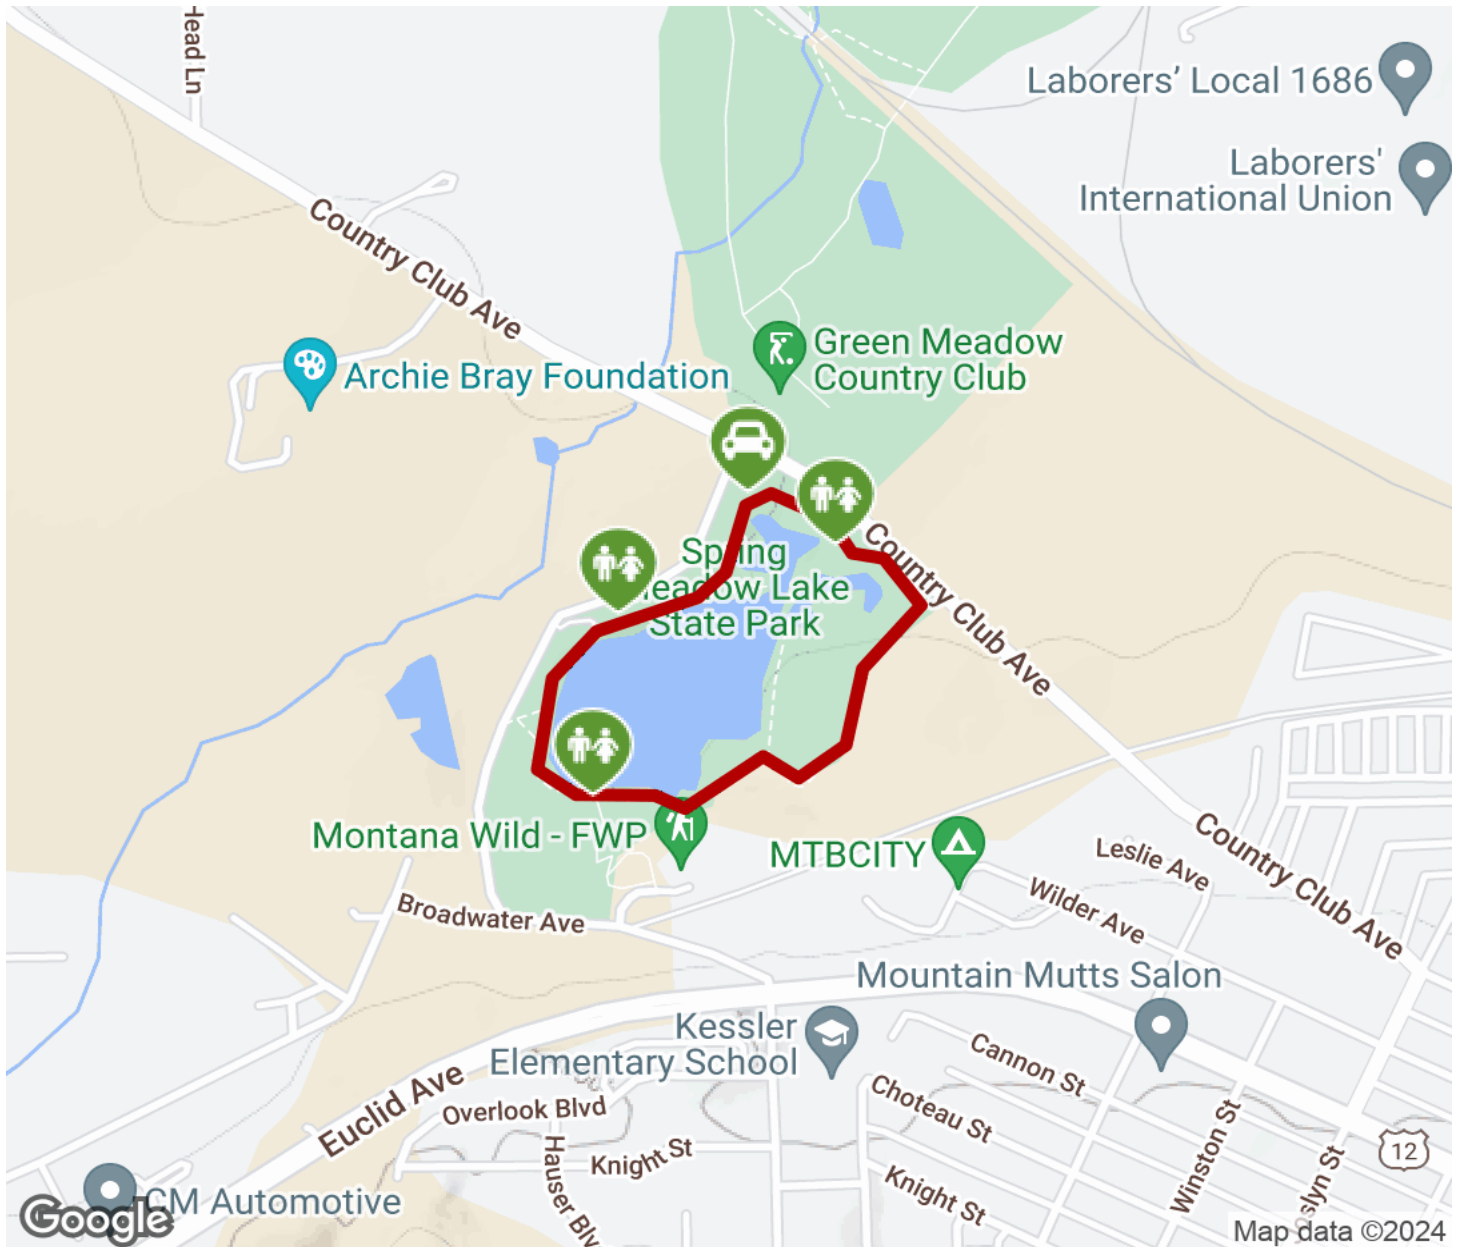 Head Ln
Laborers' Local 1686
Laborers'
International Union
Country Club Ave
Green Meadow
Country Club
Archie Bray Foundation
Country Club Ave
Spring
Meadow Lake
State Park
Montana Wild - FWP
MTBCITY
Leslie Ave
Country Club Ave
Wilder Ave
Broadwater Ave
Mountain Mutts Salon
Kessler
Elementary School
Cannon St
Euclid Ave
Overlook Blvd
Choteau St
Knight St
Hauser Blv
Knight St
Winston St
oslyn St
12
CM Automotive
Google
Map data ©2024